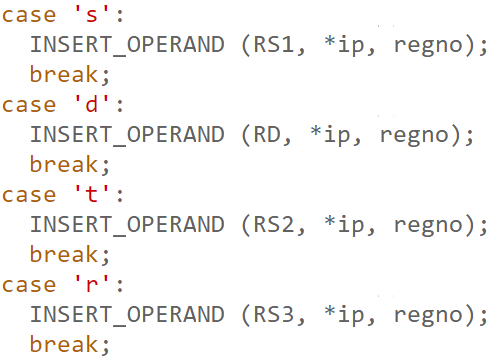 case 's':
  INSERT_OPERAND (RS1, *ip, regno);
  break;
case 'd':
  INSERT_OPERAND (RD, *ip, regno);
  break;
case 't':
  INSERT_OPERAND (RS2, *ip, regno);
  break;
case 'r':
  INSERT_OPERAND (RS3, *ip, regno);
  break;